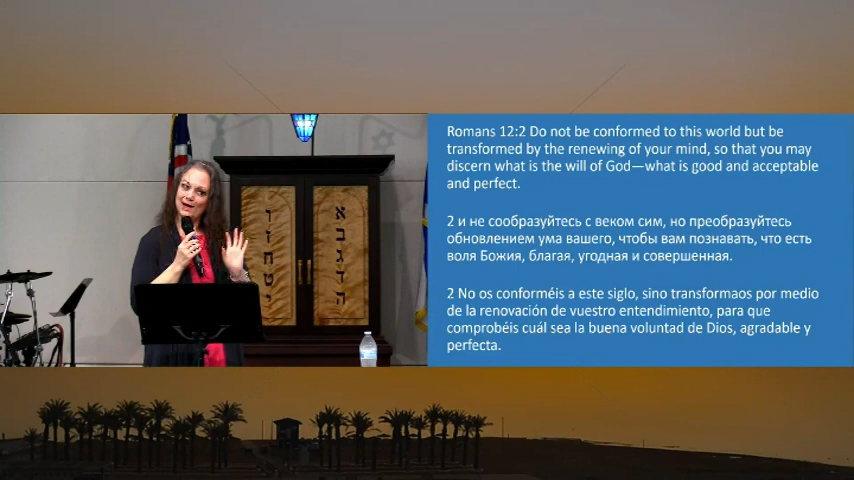 Romans 12:2 Do not be conformed to this world but be
transformed by the renewing of your mind, so that you may
discern what is the will of God—what is good and acceptable
and perfect.
2 и не сообразуйтесь с веком сим, но преобразуйтесь
обновлением ума вашего, чтобы вам познавать, что есть
воля Божия, благая, угодная и совершенная.
2 No os conforméis a este siglo, sino transformaos por medio
de la renovación de vuestro entendimiento, para que
comprobéis cuál sea la buena voluntad de Dios, agradable y
perfecta.
א
ב
ג
ד
ה
ו
ז
ח
ט
י